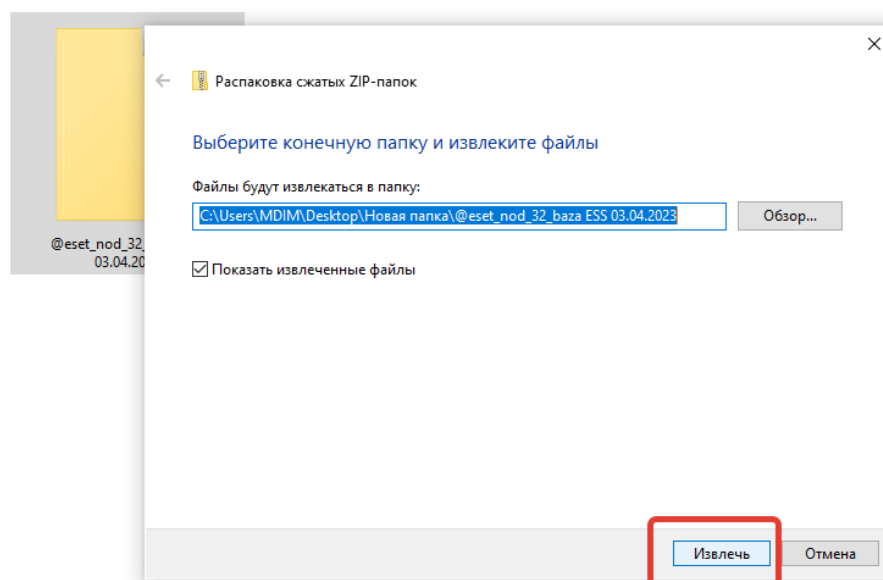 Распаковка сжатых ZIP-папок
Выберите конечную папку и извлеките файлы
Файлы будут извлекаться в папку:
C:\Users\MDIM\Desktop\Новая папка\@eset_nod_32_baza ESS 03.04.2023
Обзор...
@eset_nod_32_
03.04.20
Показать извлеченные файлы
Извлечь
Отмена